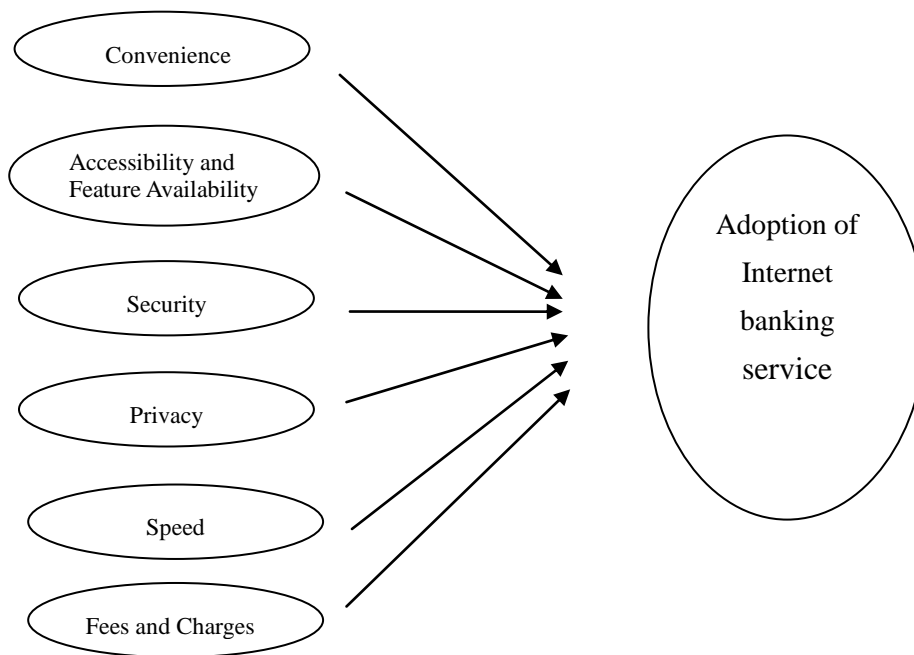 Convenience
Accessibility and
Feature Availability
Security
Privacy
Speed
Fees and Charges
Adoption of
Internet
banking
service